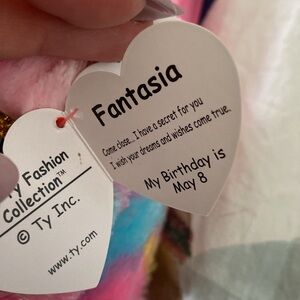 Fantasia
Come close... I have a secret for you
I wish your dreams and wishes come true.
My Birthday is
May 8
Ty Fashion
Collection™
© Ty Inc.
www.ty.com